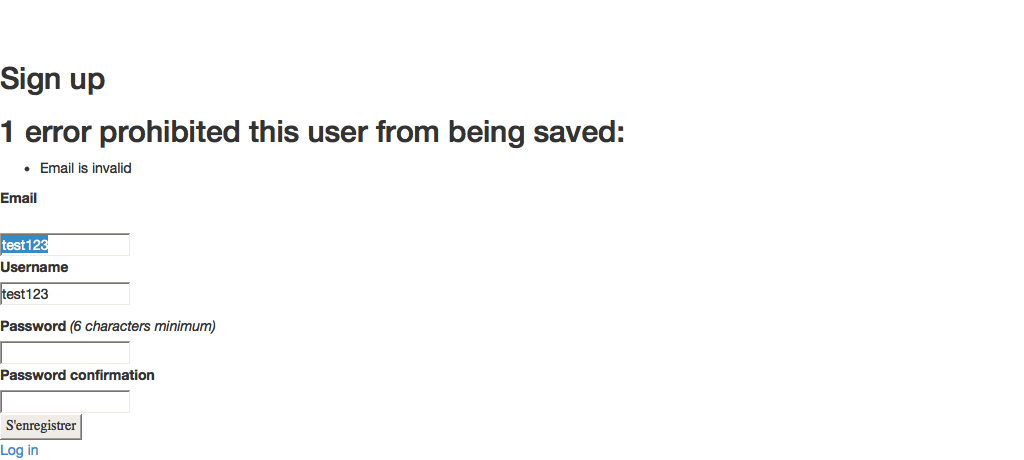 Sign up
1 error prohibited this user from being saved:
• Email is invalid
Email
test123
Username
test123
Password (6 characters minimum)
Password confirmation
S'enregistrer
Log in